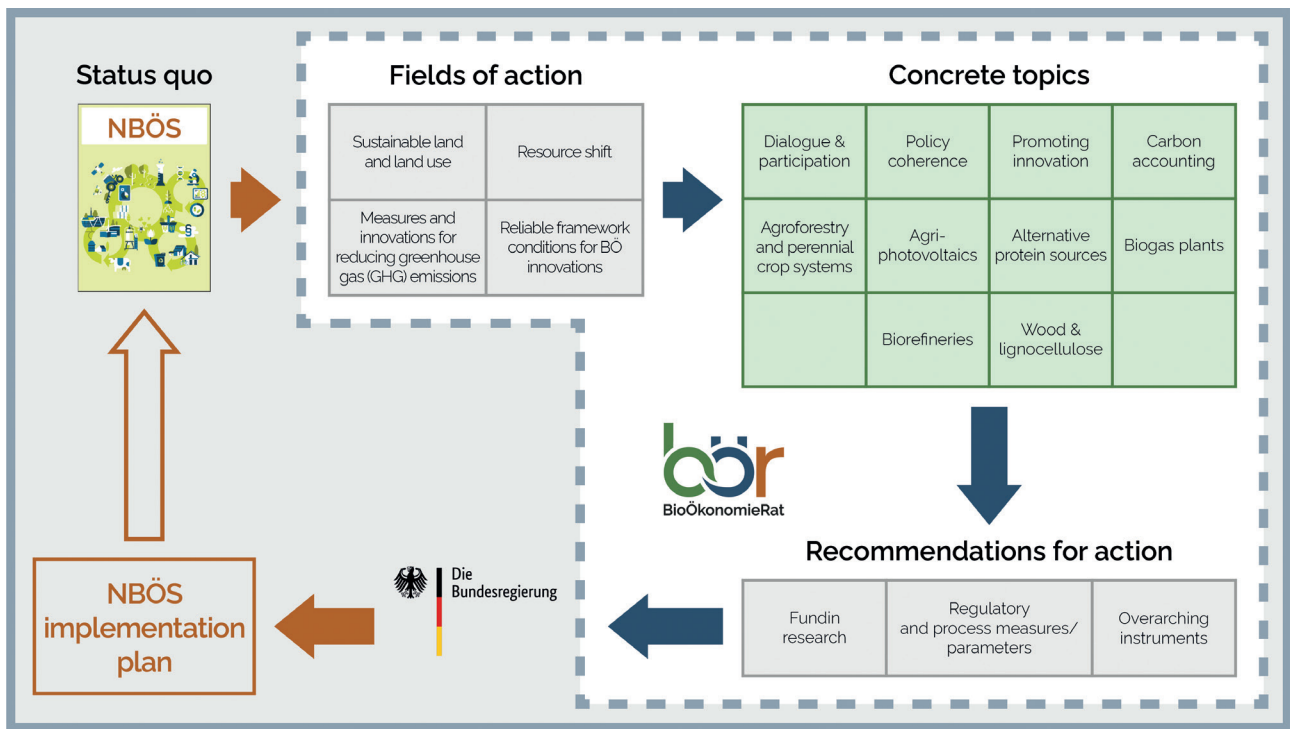 Status quo
NBÖS
§
Fields of action
Sustainable land
and land use
Resource shift
Measures and
innovations for
reducing greenhouse
gas (GHG) emissions
Reliable framework
conditions for BÖ
innovations
Concrete topics
Dialogue &
participation
Policy
coherence
Promoting
innovation
Carbon
accounting
Agroforestry
and perennial
crop systems
Agri-
photovoltaics
Alternative
protein sources
Biogas plants
Biorefineries
Wood &
lignocellulose
bör
BioÖkonomieRat
Recommendations for action
Fundin
research
Regulatory
and process measures/
parameters
Overarching
instruments
Die
Bundesregierung
NBÖS
implementation
plan